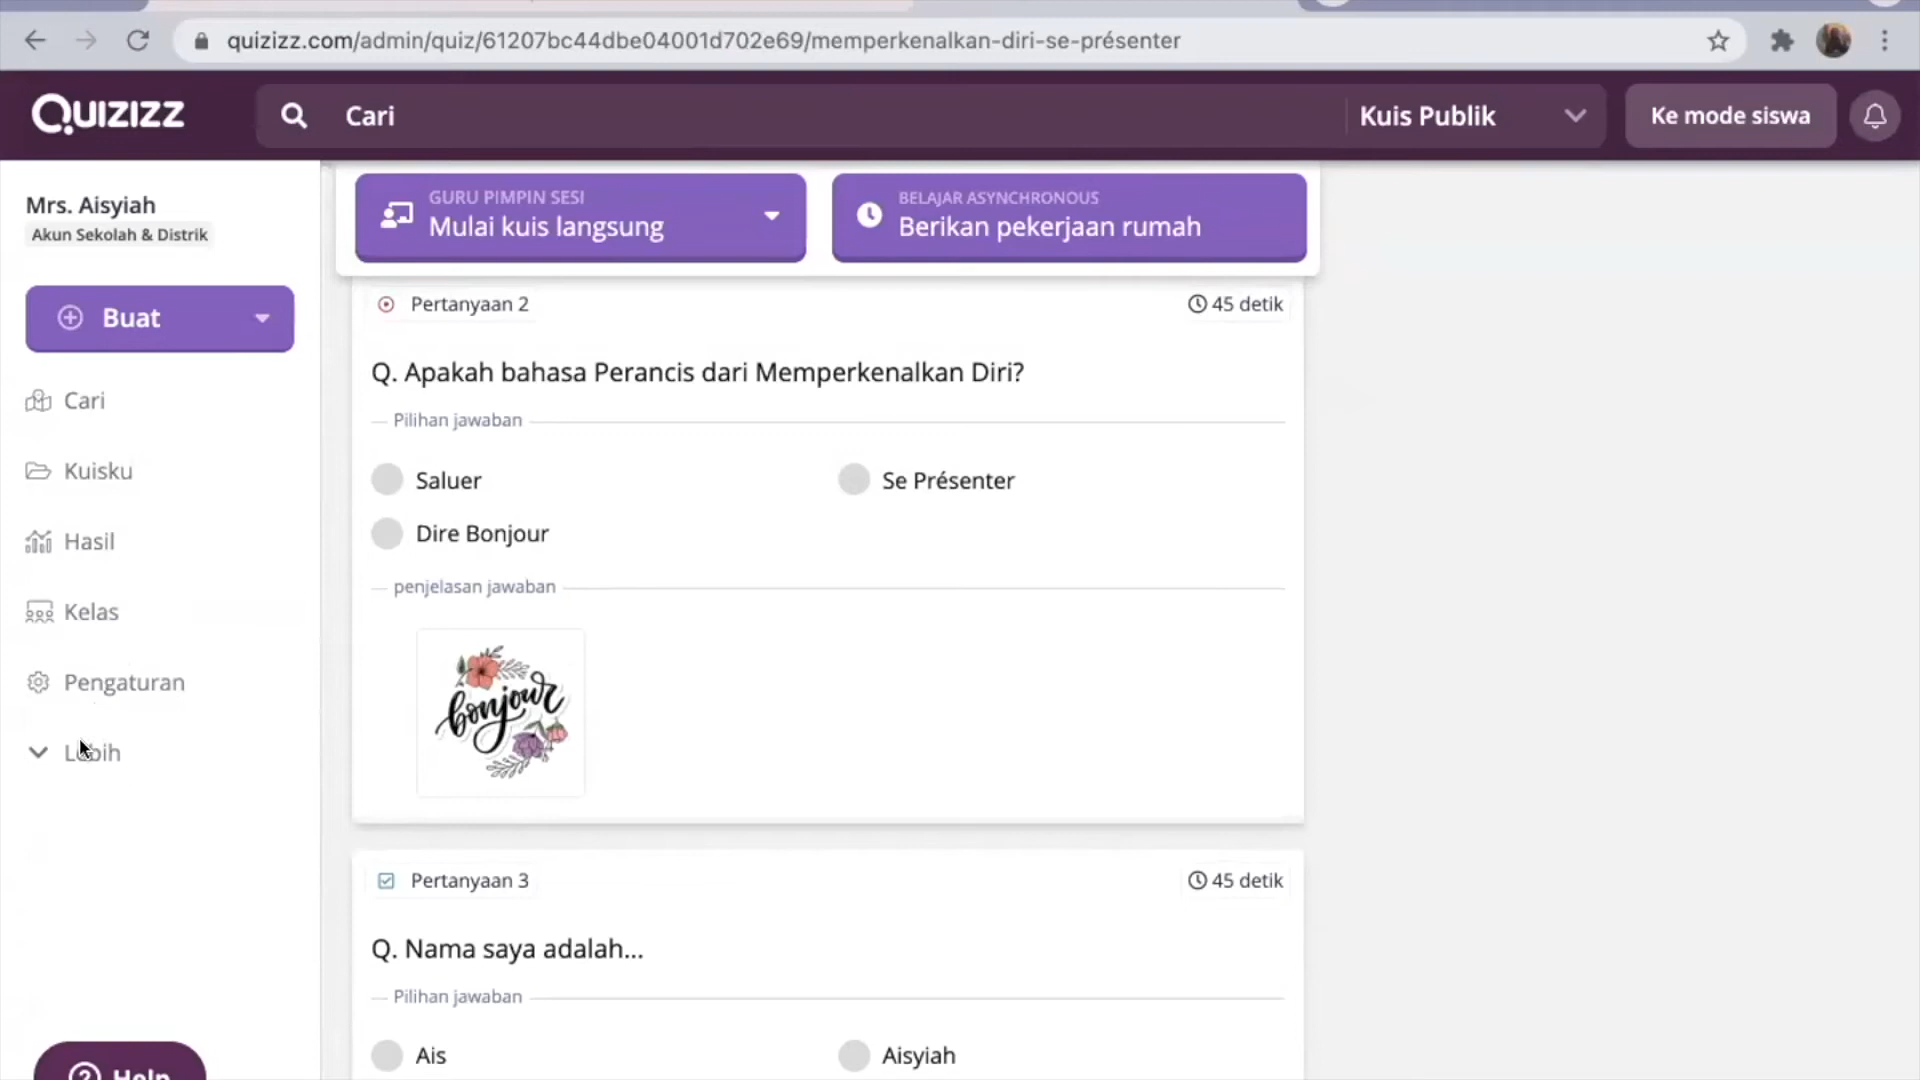 quizizz.com/admin/quiz/61207bc44dbe04001d702e69/memperkenalkan-diri-se-présenter
QUIZIZZ
Cari
Kuis Publik
Ke mode siswa
Mrs. Aisyiah
Akun Sekolah & Distrik
Buat
Cari
Kuisku
Hasil
Kelas
Pengaturan
Lebih
Help
GURU PIMPIN SESI
Mulai kuis langsung
BELAJAR ASYNCHRONOUS
Berikan pekerjaan rumah
Pertanyaan 2
45 detik
Q. Apakah bahasa Perancis dari Memperkenalkan Diri?
Pilihan jawaban
Saluer
Se Présenter
Dire Bonjour
penjelasan jawaban
bonjour
Pertanyaan 3
45 detik
Q. Nama saya adalah...
Pilihan jawaban
Ais
Aisyiah